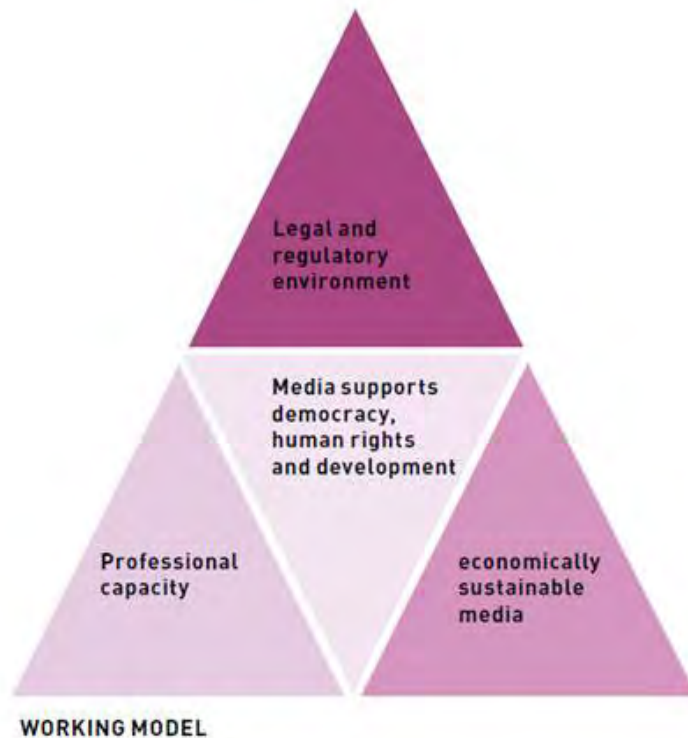 Legal and
regulatory
environment
Media supports
democracy,
human rights
and development
Professional
capacity
economically
sustainable
media
WORKING MODEL